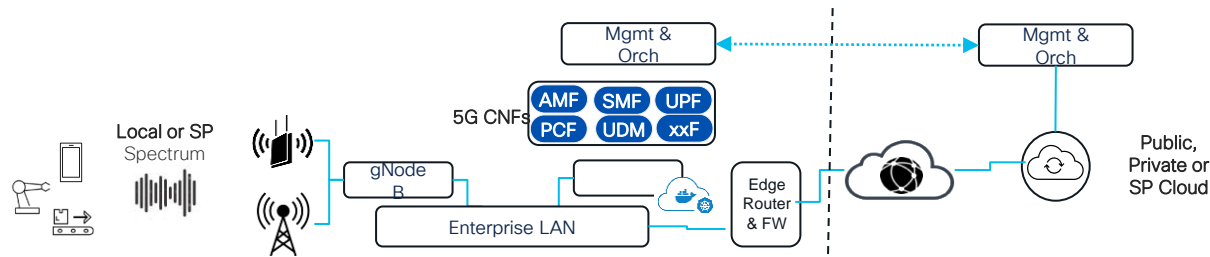 Mgmt &
Orch
Mgmt &
Orch
5G CNFs
AMF
SMF
UPF
PCF
UDM
xxF
Local or SP
Spectrum
gNode
B
Enterprise LAN
Edge
Router
& FW
Public,
Private or
SP Cloud